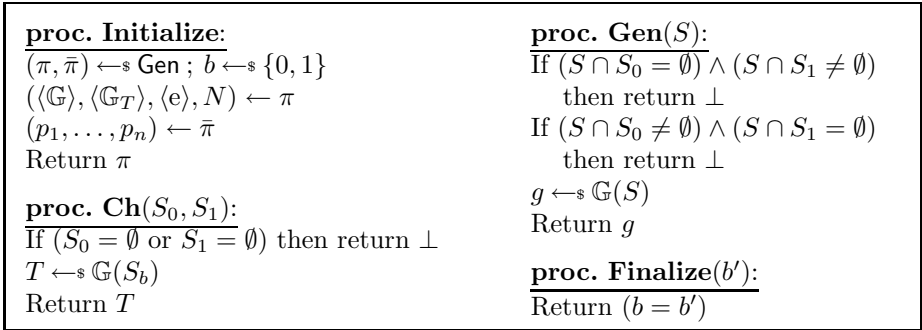 proc. Initialize:
(π, π̄) ←$ Gen ; b ←$ {0, 1}
(⟨𝔾⟩, ⟨𝔾_T⟩, ⟨e⟩, N) ← π
(p_1, . . . , p_n) ← π̄
Return π
proc. Ch(S_0, S_1):
If (S_0 = ∅ or S_1 = ∅) then return ⊥
T ←$ 𝔾(S_b)
Return T
proc. Gen(S):
If (S ∩ S_0 = ∅) ∧ (S ∩ S_1 ≠ ∅)
then return ⊥
If (S ∩ S_0 ≠ ∅) ∧ (S ∩ S_1 = ∅)
then return ⊥
g ←$ 𝔾(S)
Return g
proc. Finalize(b′):
Return (b = b′)